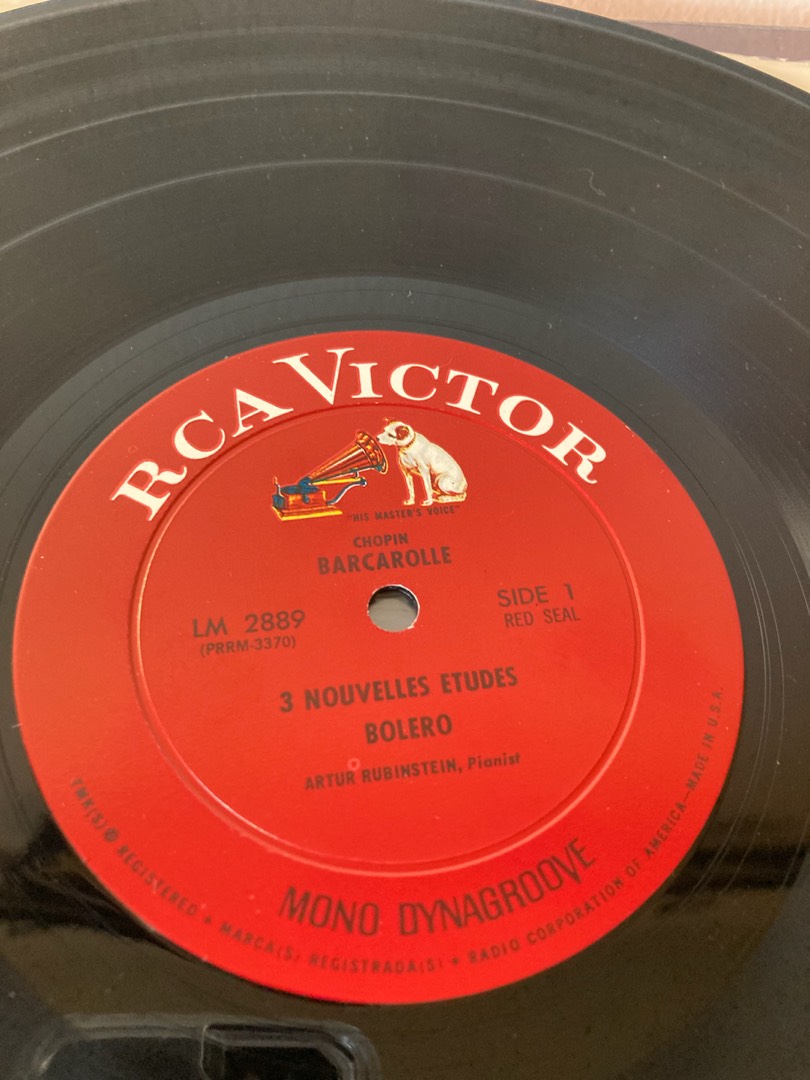 RCA VICTOR
"HIS MASTER'S VOICE"
CHOPIN
BARCAROLLE
LM 2889
(PRRM-3370)
SIDE 1
RED SEAL
3 NOUVELLES ETUDES
BOLERO
ARTUR RUBINSTEIN, Pianist
MONO DYNAGROOVE
TMK(S) ® REGISTERED • MARCA(S) REGISTRADA(S) • RADIO CORPORATION OF AMERICA—MADE IN U.S.A.